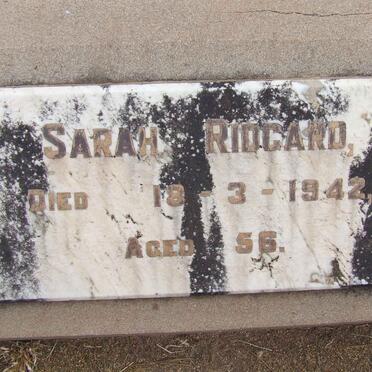 SARAH RIDGARD,
DIED 18-3-1942,
AGED 56.